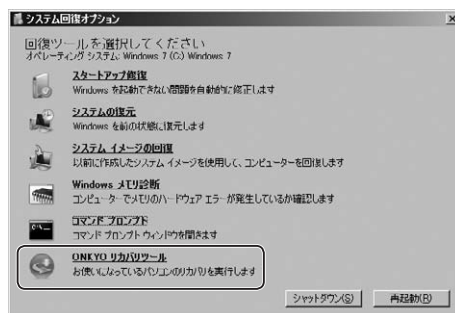 システム回復オプション
回復ツールを選択してください
オペレーティング システム: Windows 7 (C:) Windows 7
スタートアップ修復
Windows を起動できない問題を自動的に修正します
システムの復元
Windows を前の状態に復元します
システム イメージの回復
以前に作成したシステム イメージを使用して、コンピューターを回復します
Windows メモリ診断
コンピューターでメモリのハードウェア エラーが発生しているか確認します
コマンド プロンプト
コマンド プロンプト ウィンドウを開きます
ONKYO リカバリツール
お使いになっているパソコンのリカバリを実行します
シャットダウン(S)
再起動(R)